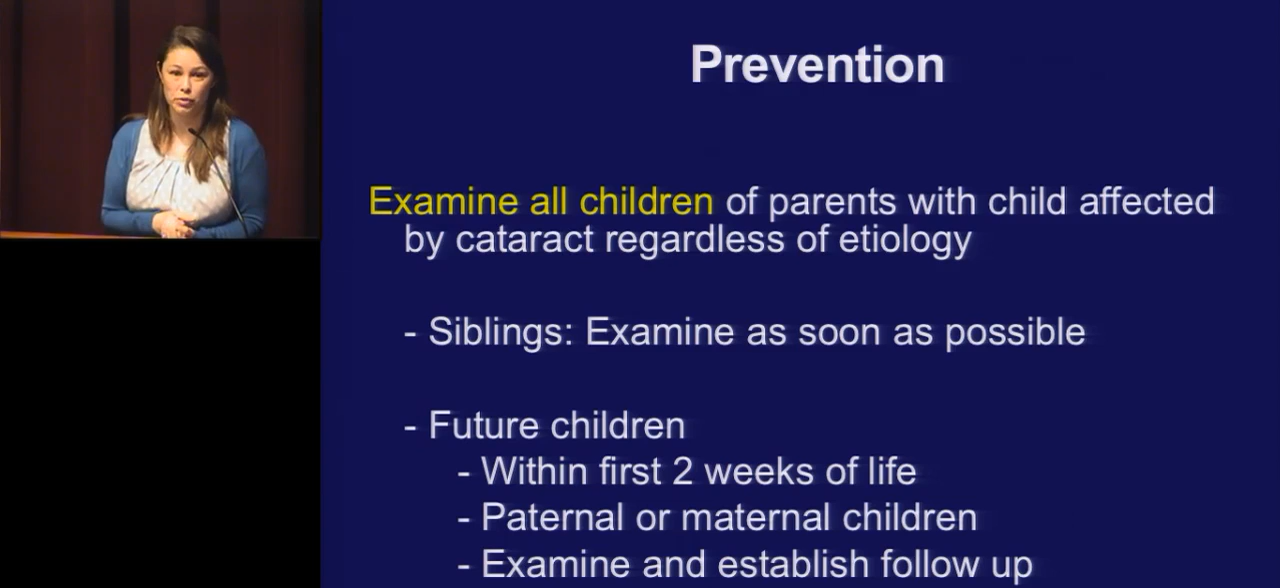 Prevention
Examine all children of parents with child affected
by cataract regardless of etiology
- Siblings: Examine as soon as possible
- Future children
- Within first 2 weeks of life
- Paternal or maternal children
- Examine and establish follow up